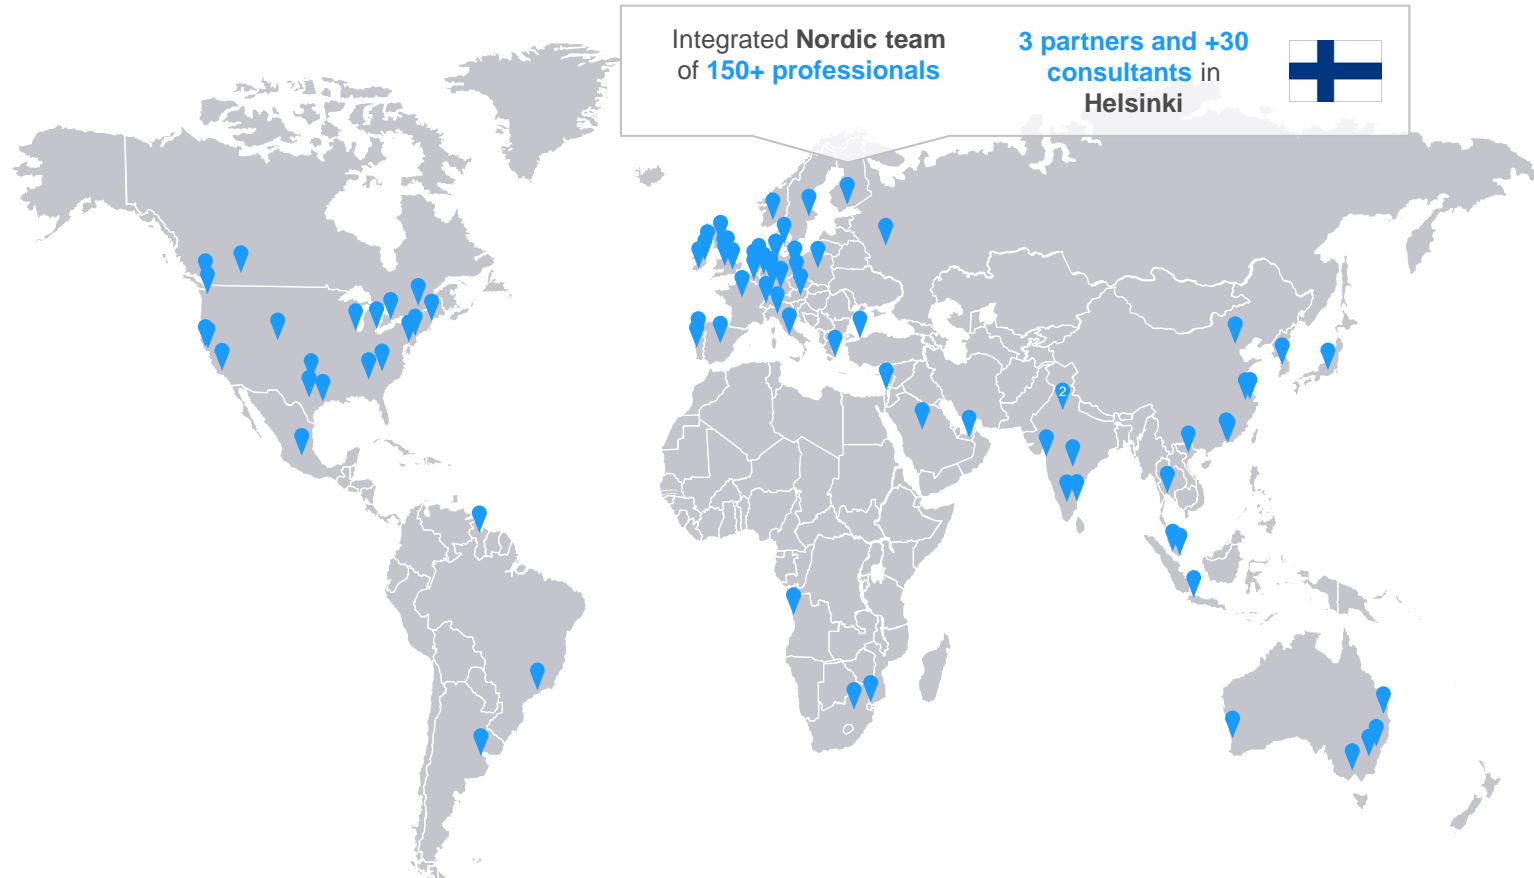 Integrated Nordic team
of 150+ professionals
3 partners and +30
consultants in
Helsinki
2